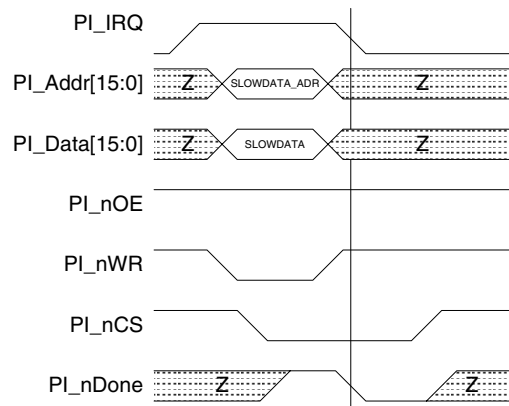 PI_IRQ
PI_Addr[15:0] Z SLOWDATA_ADR Z
PI_Data[15:0] Z SLOWDATA Z
PI_nOE
PI_nWR
PI_nCS
PI_nDone Z Z